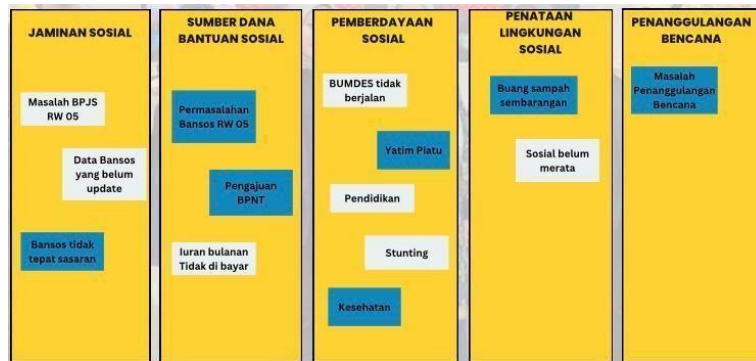 JAMINAN SOSIAL
Masalah BPJS
RW 05
Data Bansos
yang belum
update
Bansos tidak
tepat sasaran
SUMBER DANA
BANTUAN SOSIAL
Permasalahan
Bansos RW 05
Pengajuan
BPNT
Iuran bulanan
Tidak di bayar
PEMBERDAYAAN
SOSIAL
BUMDES tidak
berjalan
Yatim Piatu
Pendidikan
Stunting
Kesehatan
PENATAAN
LINGKUNGAN
SOSIAL
Buang sampah
sembarangan
Sosial belum
merata
PENANGGULANGAN
BENCANA
Masalah
Penanggulangan
Bencana